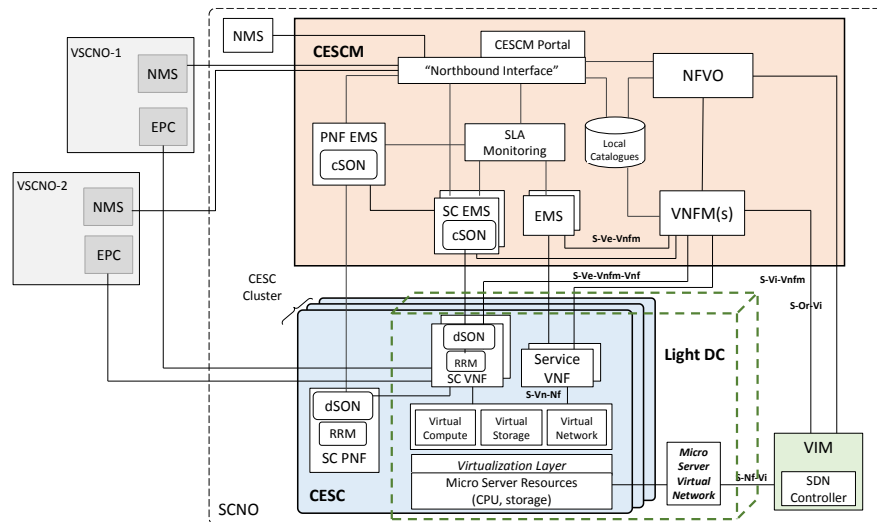 VSCNO-1
NMS
EPC
VSCNO-2
NMS
EPC
NMS
CESCM
CESCM Portal
“Northbound Interface”
NFVO
PNF EMS
cSON
SLA
Monitoring
Local
Catalogues
SC EMS
cSON
EMS
VNFM(s)
S-Ve-Vnfm
S-Ve-Vnfm-Vnf
S-Vi-Vnfm
S-Or-Vi
CESC
Cluster
dSON
RRM
SC VNF
Service
VNF
Light DC
S-Vn-Nf
dSON
RRM
SC PNF
Virtual
Compute
Virtual
Storage
Virtual
Network
Virtualization Layer
Micro Server Resources
(CPU, storage)
CESC
Micro
Server
Virtual
Network
S-Nf-Vi
VIM
SDN
Controller
SCNO